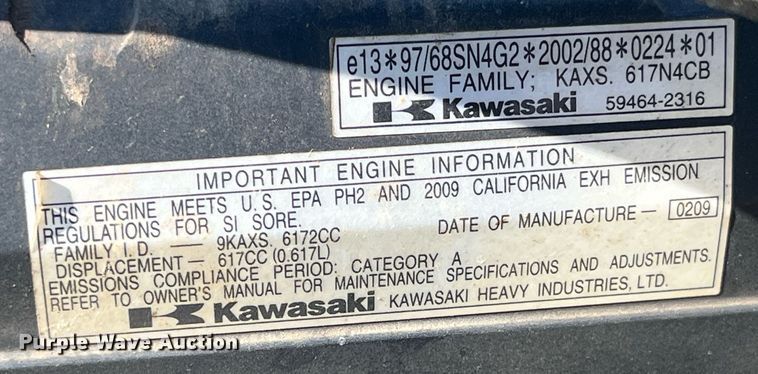 e13*97/68SN4G2*2002/88*0224*01
ENGINE FAMILY; KAXS. 617N4CB
Kawasaki 59464-2316
IMPORTANT ENGINE INFORMATION
THIS ENGINE MEETS U.S. EPA PH2 AND 2009 CALIFORNIA EXH EMISSION
REGULATIONS FOR SI SORE.
DATE OF MANUFACTURE — 0209
FAMILY I.D. — 9KAXS. 6172CC
DISPLACEMENT — 617CC (0.617L)
EMISSIONS COMPLIANCE PERIOD: CATEGORY A
REFER TO OWNER'S MANUAL FOR MAINTENANCE SPECIFICATIONS AND ADJUSTMENTS.
Kawasaki KAWASAKI HEAVY INDUSTRIES, LTD.
Purple Wave Auction